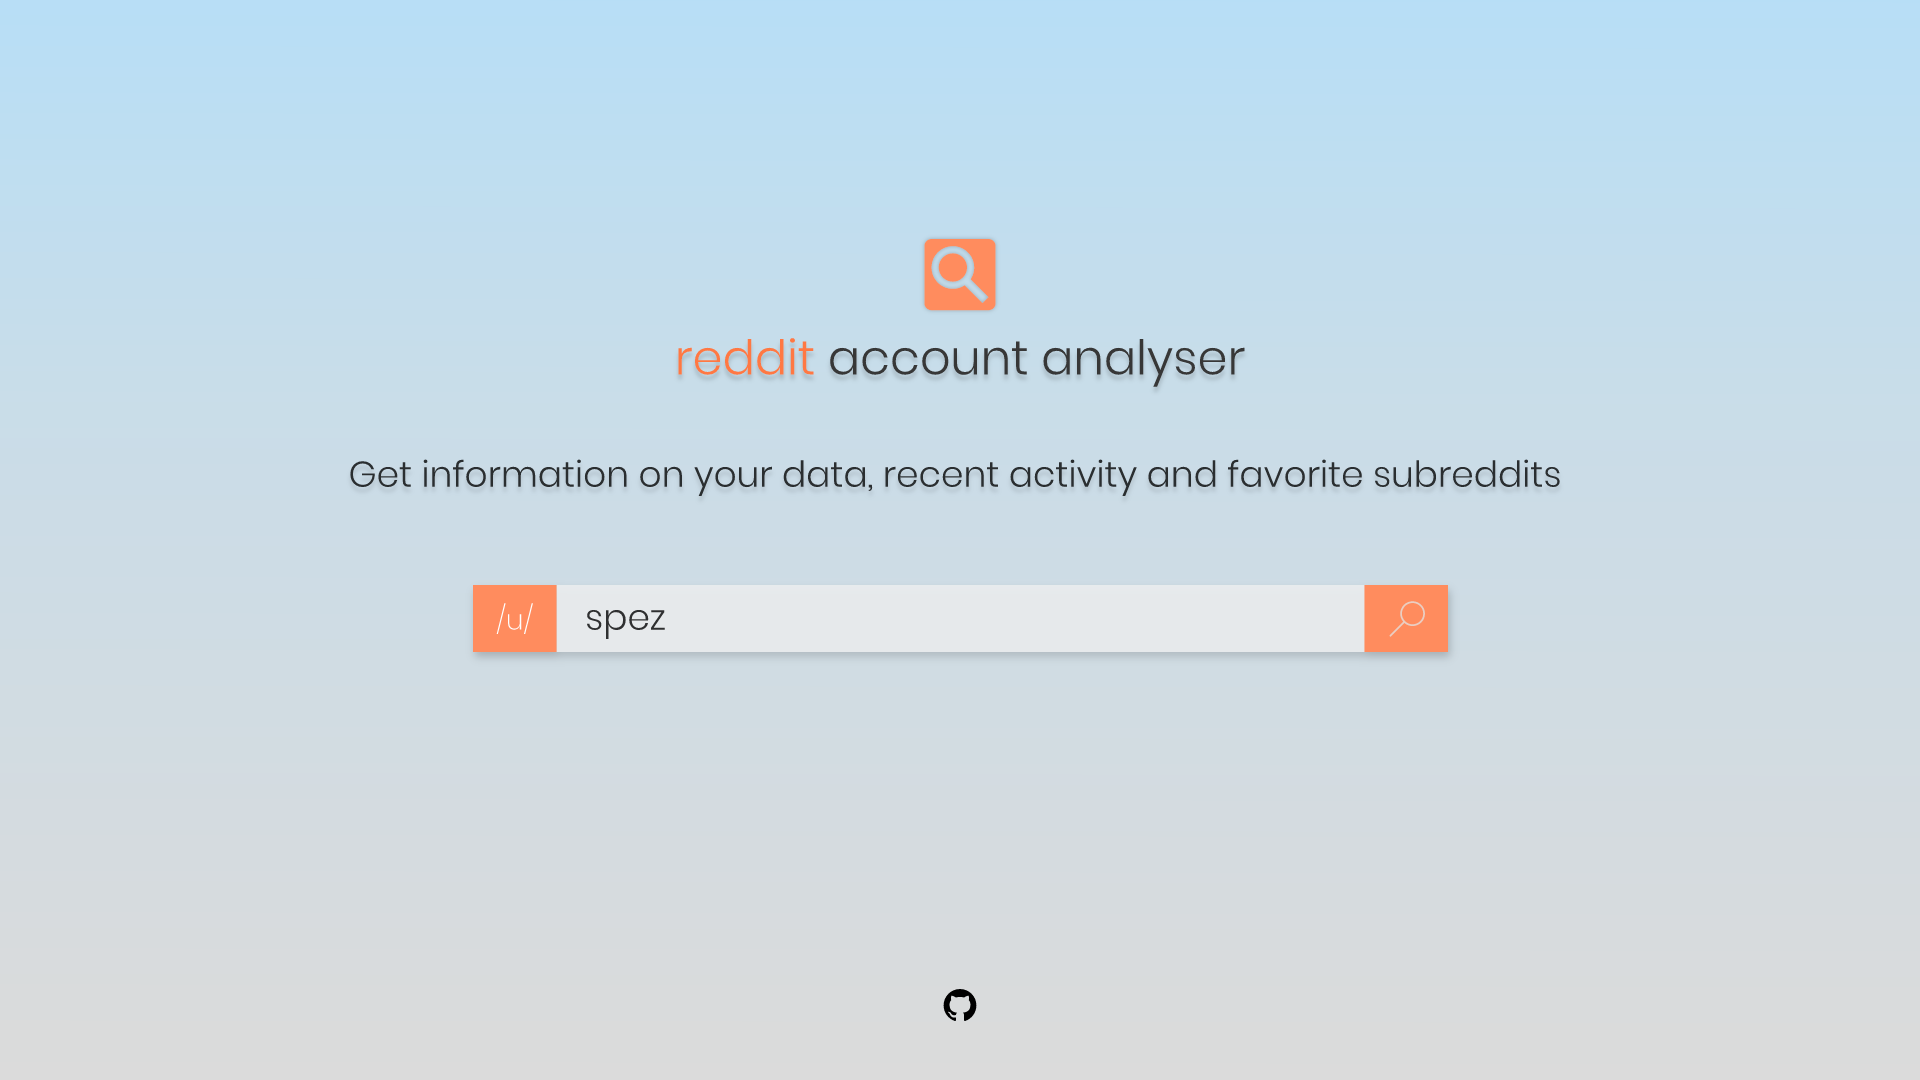 reddit account analyser
Get information on your data, recent activity and favorite subreddits
/u/ spez